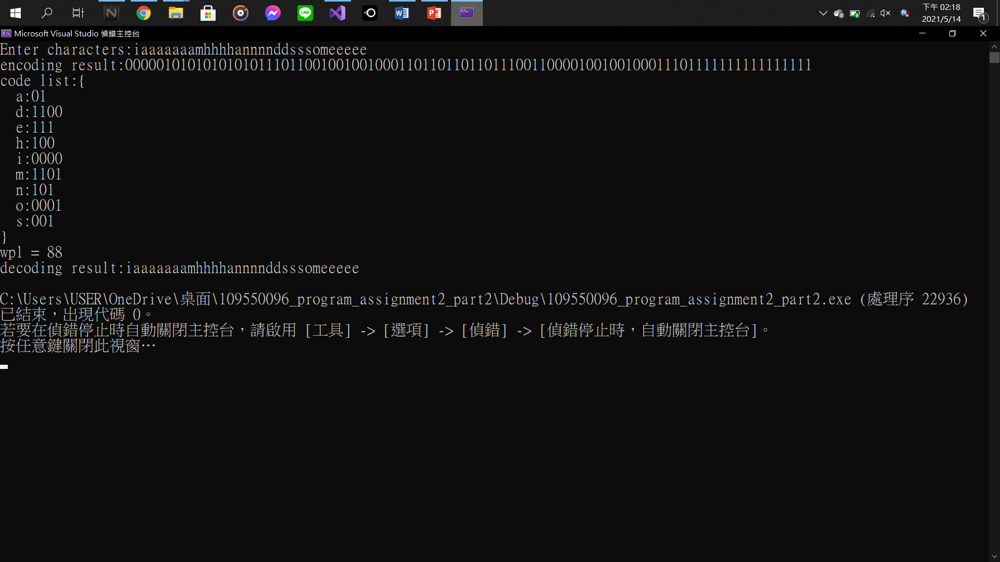 下午 02:18
2021/5/14
1
Microsoft Visual Studio 偵錯主控台
Enter characters:iaaaaaaamhhhhannnnddsssomeeeee
encoding result:0000010101010101011101100100100100011011011011011100110000100100100011101111111111111111
code list:{
a:01
d:1100
e:111
h:100
i:0000
m:1101
n:101
o:0001
s:001
}
wpl = 88
decoding result:iaaaaaaamhhhhannnnddsssomeeeee
C:\Users\USER\OneDrive\桌面\109550096_program_assignment2_part2\Debug\109550096_program_assignment2_part2.exe (處理序 22936)
已結束，出現代碼 0。
若要在偵錯停止時自動關閉主控台，請啟用 [工具] -> [選項] -> [偵錯] -> [偵錯停止時，自動關閉主控台]。
按任意鍵關閉此視窗…